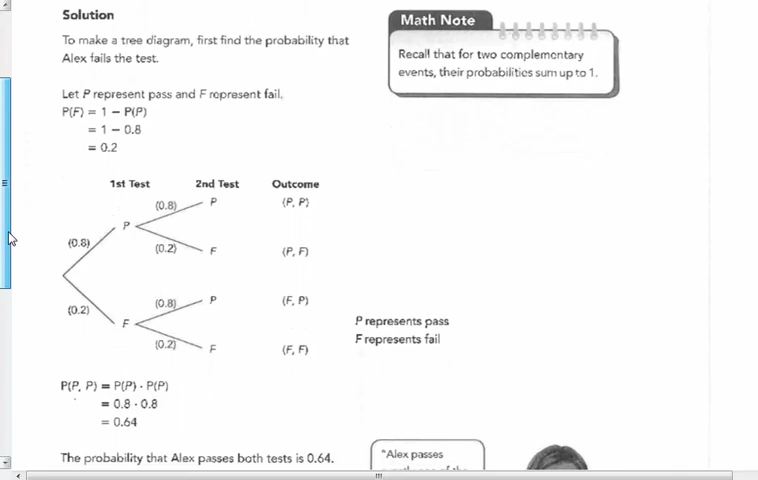 Solution
To make a tree diagram, first find the probability that
Alex fails the test.
Let P represent pass and F represent fail.
P(F) = 1 − P(P)
= 1 − 0.8
= 0.2
Math Note
Recall that for two complementary
events, their probabilities sum up to 1.
1st Test 2nd Test Outcome
(0.8) P (P, P)
P
(0.8)
(0.2) F (P, F)
(0.8) P (F, P)
(0.2)
F
(0.2) F (F, F)
P represents pass
F represents fail
P(P, P) = P(P) · P(P)
= 0.8 · 0.8
= 0.64
The probability that Alex passes both tests is 0.64.
"Alex passes